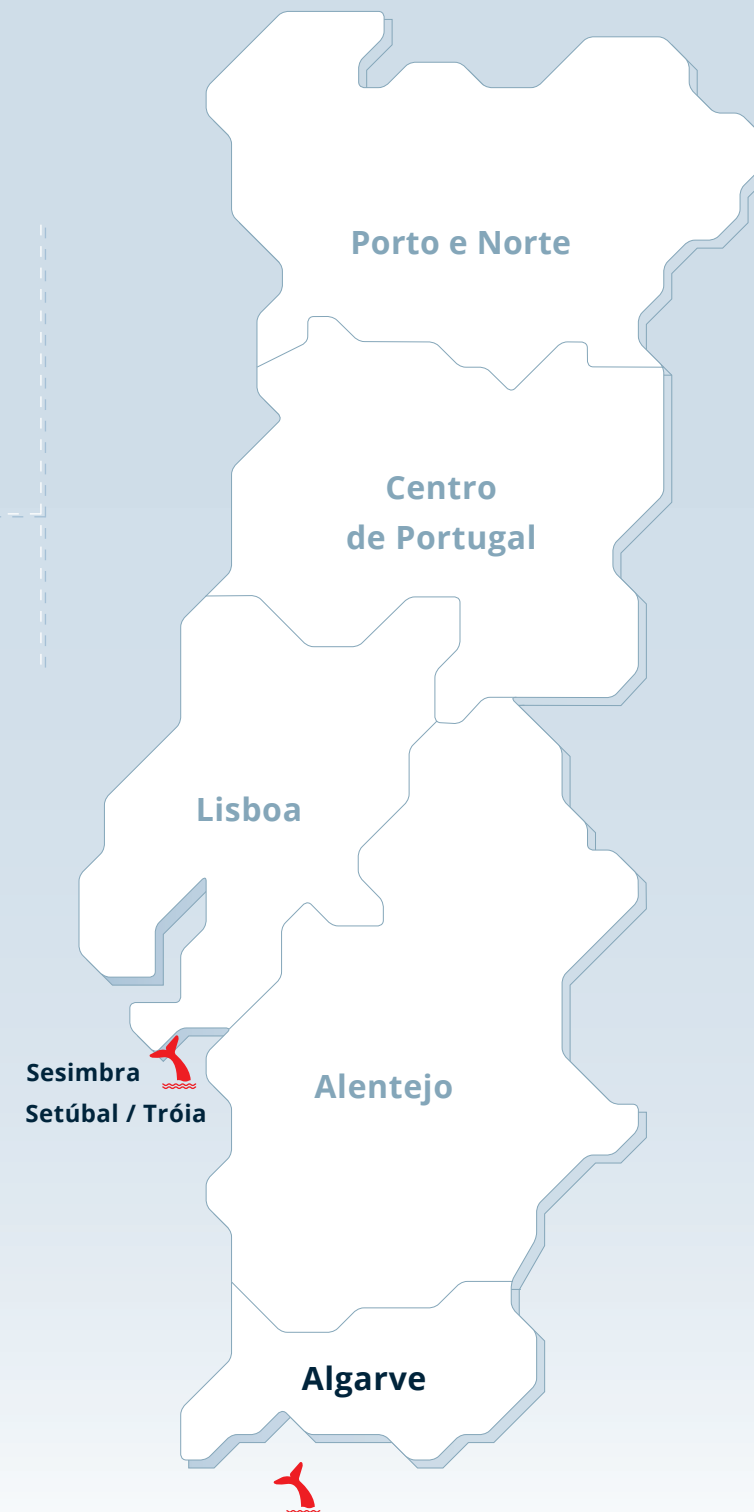 Porto e Norte
Centro
de Portugal
Lisboa
Sesimbra
Setúbal / Tróia
Alentejo
Algarve